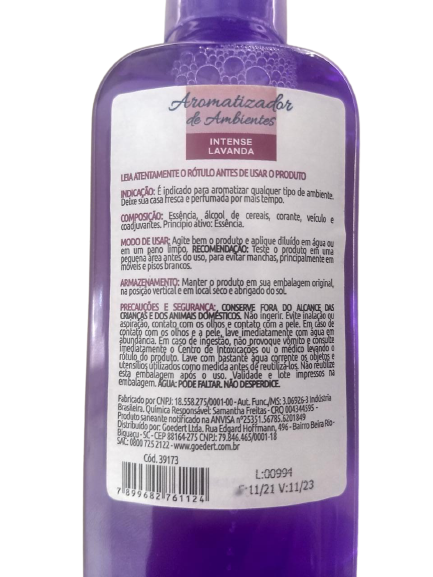 Aromatizador
de Ambientes
INTENSE
LAVANDA
LEIA ATENTAMENTE O RÓTULO ANTES DE USAR O PRODUTO
INDICAÇÃO: É indicado para aromatizar qualquer tipo de ambiente.
Deixe sua casa fresca e perfumada por mais tempo.
COMPOSIÇÃO: Essência, álcool de cereais, corante, veículo e
coadjuvantes. Princípio ativo: Essência.
MODO DE USAR: Agite bem o produto e aplique diluído em água ou
em um pano limpo. RECOMENDAÇÃO: Teste o produto em uma
pequena área antes do uso, para evitar manchas, principalmente em
móveis e pisos brancos.
ARMAZENAMENTO: Manter o produto em sua embalagem original,
na posição vertical e em local seco e abrigado do sol.
PRECAUÇÕES E SEGURANÇA: CONSERVE FORA DO ALCANCE DAS
CRIANÇAS E DOS ANIMAIS DOMÉSTICOS. Não ingerir. Evite inalação ou
aspiração, contato com os olhos e contato com a pele. Em caso de
contato com os olhos e a pele, lave imediatamente com água em
abundância. Em caso de ingestão, não provoque vômito e consulte
imediatamente o Centro de Intoxicações ou o médico levando o
rótulo do produto. Lave com bastante água corrente os objetos e
utensílios utilizados como medida antes de reutilizá-los. Não reutilize
esta embalagem após o uso. Validade e lote impressos na
embalagem. ÁGUA: PODE FALTAR. NÃO DESPERDICE.
Fabricado por CNPJ: 18.558.275/0001-00 - Aut. Func./MS: 3.06926-3 Indústria
Brasileira. Química Responsável: Samantha Freitas - CRQ 004344595 -
Produto saneante notificado na ANVISA nº25351.56785.6201849
Distribuído por: Goedert Ltda. Rua Edgard Hoffmann, 496 - Bairro Beira Rio-
Biguaçu - SC - CEP 88164-275 CNPJ: 79.846.465/0001-18
SAC: 0800 725 2122 - www.goedert.com.br
Cód. 39173
L:00994
F:11/21 V:11/23
7 899682 761124